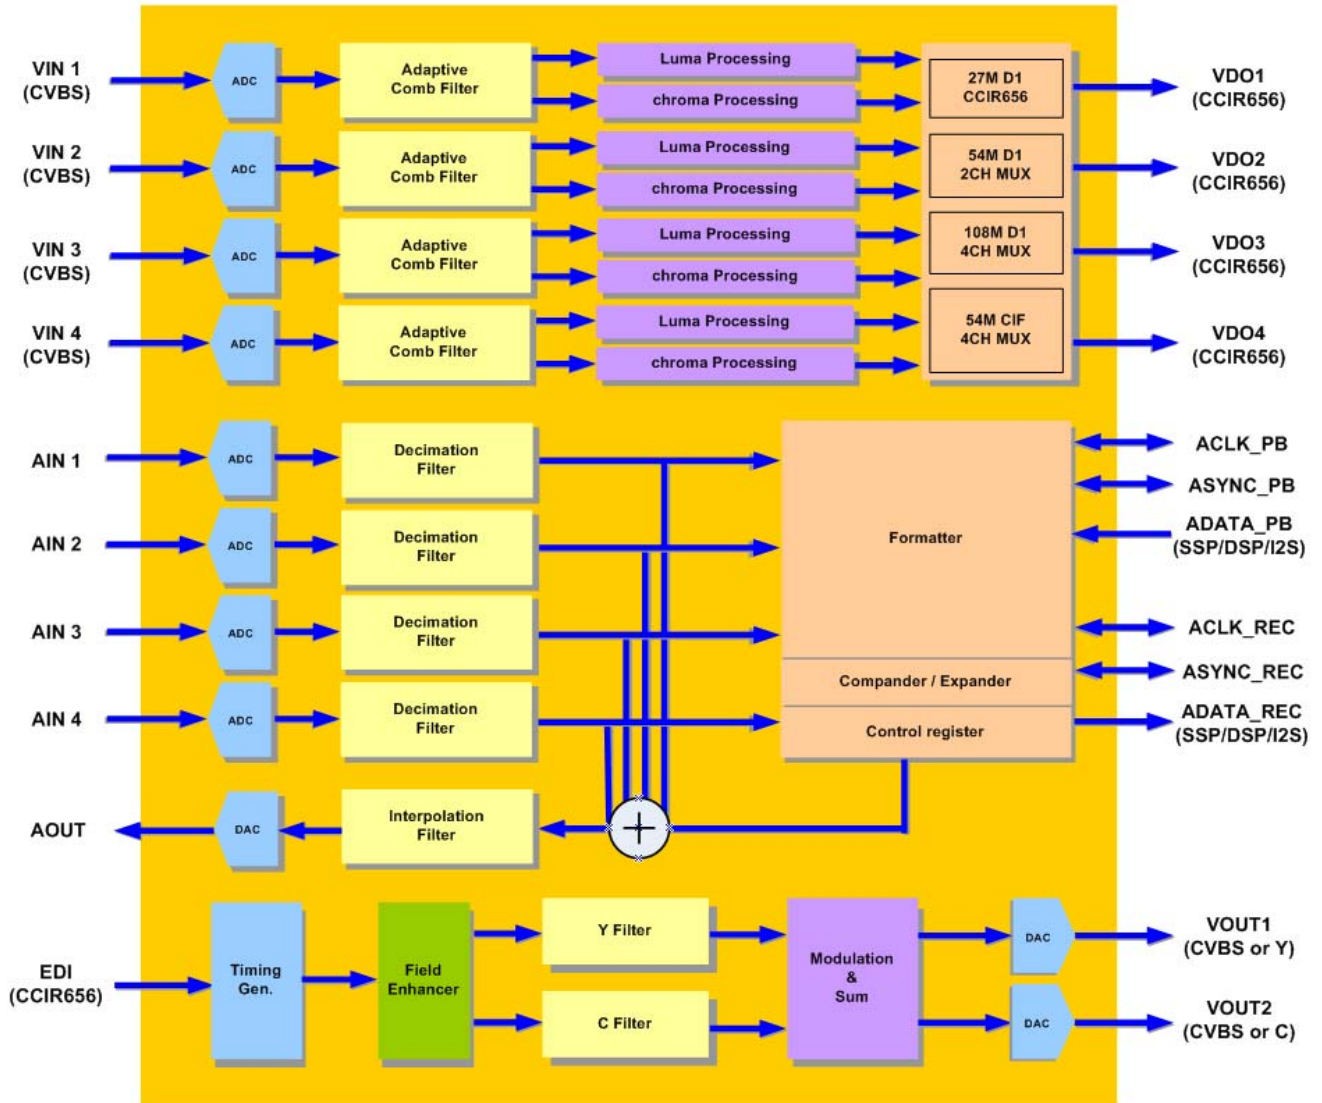 VIN 1
(CVBS)
ADC
Adaptive
Comb Filter
Luma Processing
chroma Processing
27M D1
CCIR656
VDO1
(CCIR656)
VIN 2
(CVBS)
ADC
Adaptive
Comb Filter
Luma Processing
chroma Processing
54M D1
2CH MUX
VDO2
(CCIR656)
VIN 3
(CVBS)
ADC
Adaptive
Comb Filter
Luma Processing
chroma Processing
108M D1
4CH MUX
VDO3
(CCIR656)
VIN 4
(CVBS)
ADC
Adaptive
Comb Filter
Luma Processing
chroma Processing
54M CIF
4CH MUX
VDO4
(CCIR656)
AIN 1
ADC
Decimation
Filter
AIN 2
ADC
Decimation
Filter
AIN 3
ADC
Decimation
Filter
AIN 4
ADC
Decimation
Filter
Formatter
Compander / Expander
Control register
ACLK_PB
ASYNC_PB
ADATA_PB
(SSP/DSP/I2S)
ACLK_REC
ASYNC_REC
ADATA_REC
(SSP/DSP/I2S)
AOUT
DAC
Interpolation
Filter
+
EDI
(CCIR656)
Timing
Gen.
Field
Enhancer
Y Filter
C Filter
Modulation
&
Sum
DAC
VOUT1
(CVBS or Y)
DAC
VOUT2
(CVBS or C)